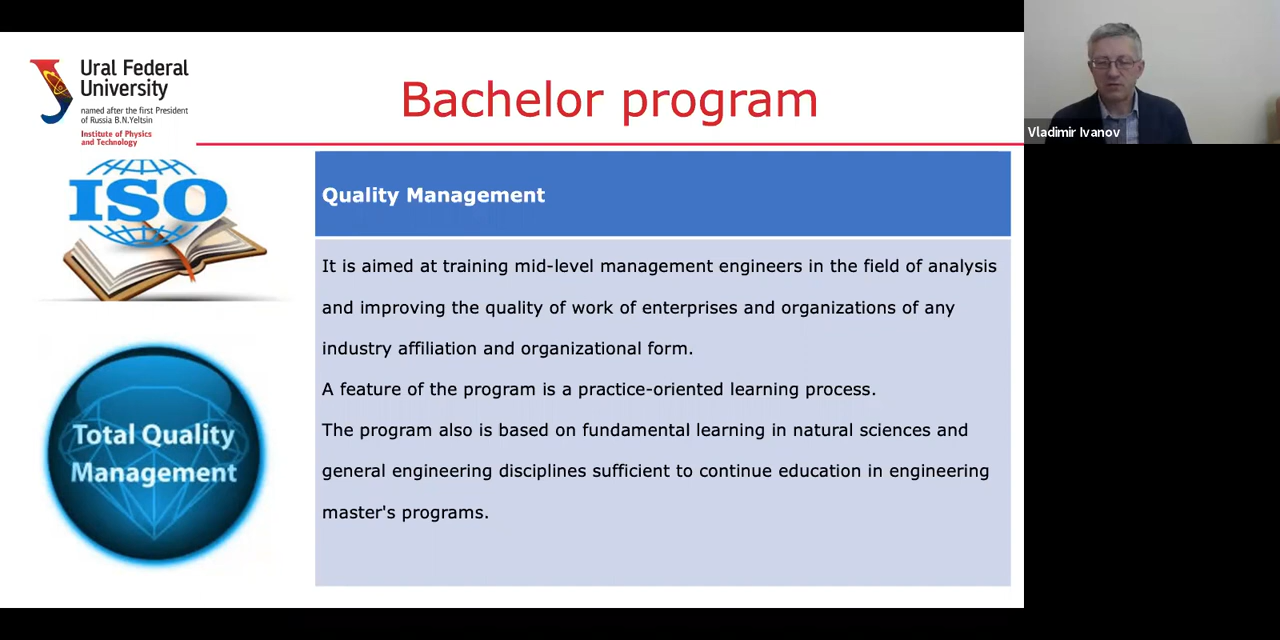 Ural Federal
University
named after the first President
of Russia B.N.Yeltsin
Institute of Physics
and Technology
Bachelor program
Vladimir Ivanov
ISO
Total Quality
Management
Quality Management
It is aimed at training mid-level management engineers in the field of analysis
and improving the quality of work of enterprises and organizations of any
industry affiliation and organizational form.
A feature of the program is a practice-oriented learning process.
The program also is based on fundamental learning in natural sciences and
general engineering disciplines sufficient to continue education in engineering
master's programs.